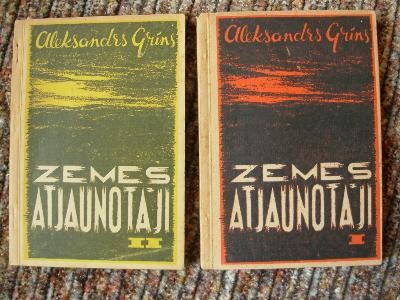 Aleksandrs Grīns
ZEMES
ATJAUNOTĀJI
II
Aleksandrs Grīns
ZEMES
ATJAUNOTĀJI
I